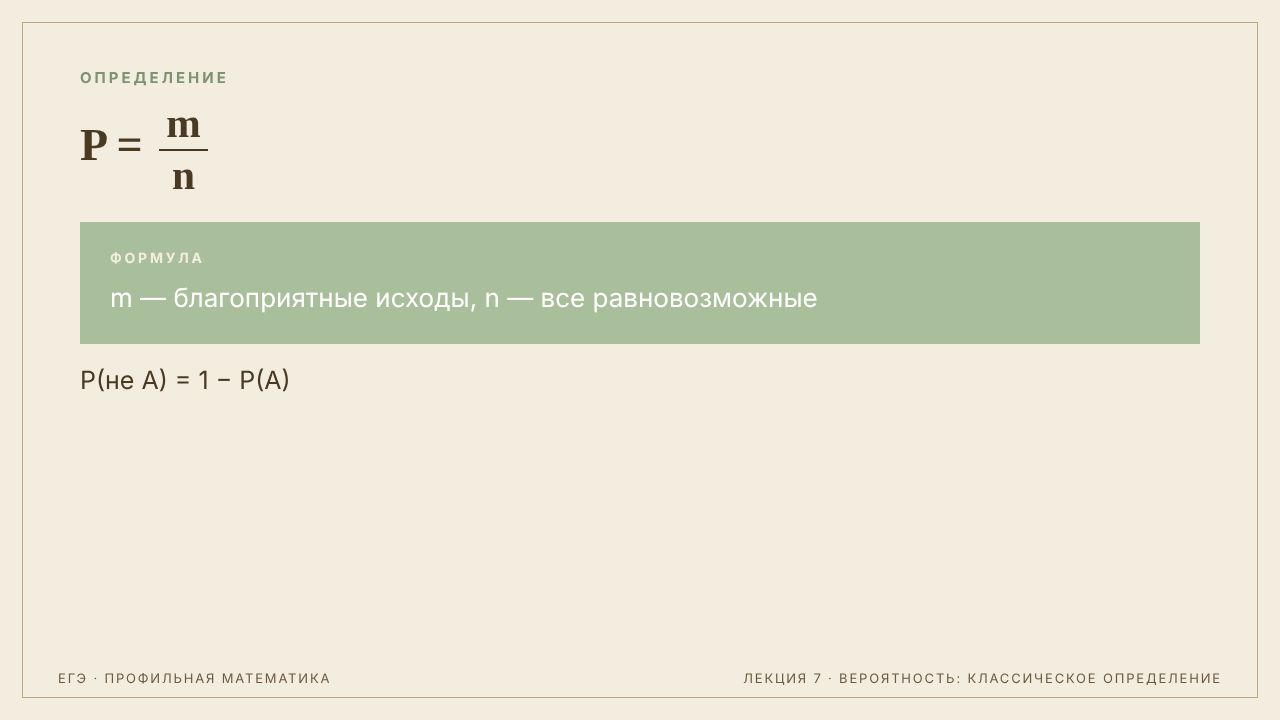 ОПРЕДЕЛЕНИЕ
P = m/n
ФОРМУЛА
m — благоприятные исходы, n — все равновозможные
P(не A) = 1 − P(A)
ЕГЭ · ПРОФИЛЬНАЯ МАТЕМАТИКА
ЛЕКЦИЯ 7 · ВЕРОЯТНОСТЬ: КЛАССИЧЕСКОЕ ОПРЕДЕЛЕНИЕ